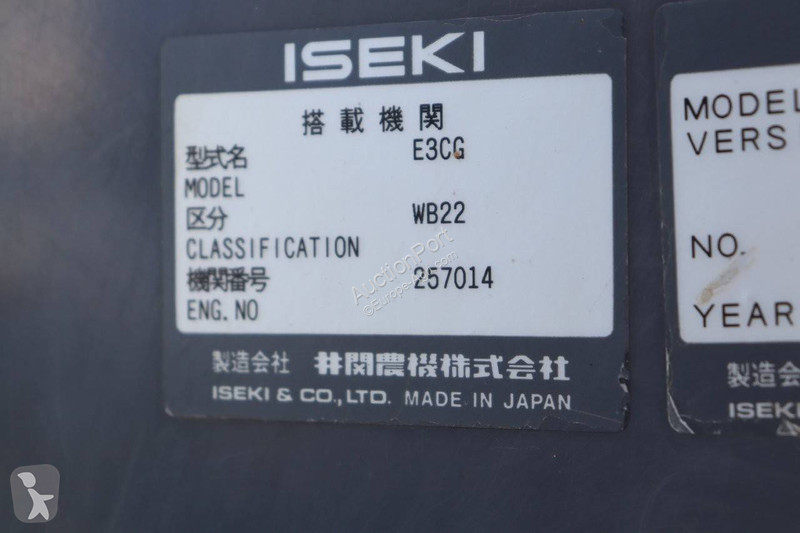 ISEKI
搭載機関
型式名 E3CG
MODEL
区分 WB22
CLASSIFICATION
機関番号 257014
ENG.NO
製造会社 井関農機株式会社
ISEKI & CO., LTD. MADE IN JAPAN
MODEL
VERS
NO.
YEAR
製造会
ISEKI
AuctionPort